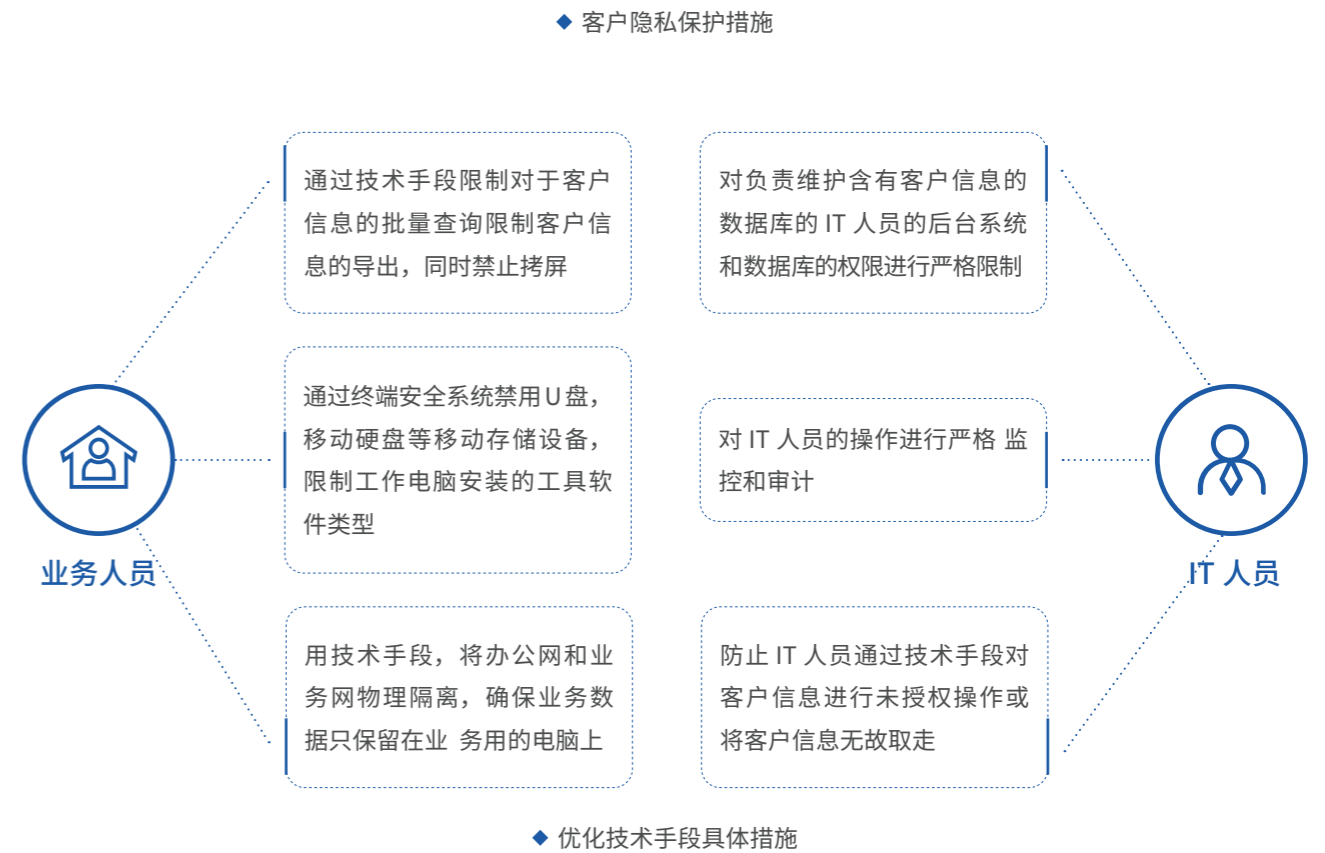 客户隐私保护措施
通过技术手段限制对于客户
信息的批量查询限制客户信
息的导出，同时禁止拷屏
通过终端安全系统禁用U盘，
移动硬盘等移动存储设备，
限制工作电脑安装的工具软
件类型
业务人员
用技术手段，将办公网和业
务网物理隔离，确保业务数
据只保留在业 务用的电脑上
对负责维护含有客户信息的
数据库的 IT 人员的后台系统
和数据库的权限进行严格限制
对 IT 人员的操作进行严格 监
控和审计
IT 人员
防止 IT 人员通过技术手段对
客户信息进行未授权操作或
将客户信息无故取走
优化技术手段具体措施